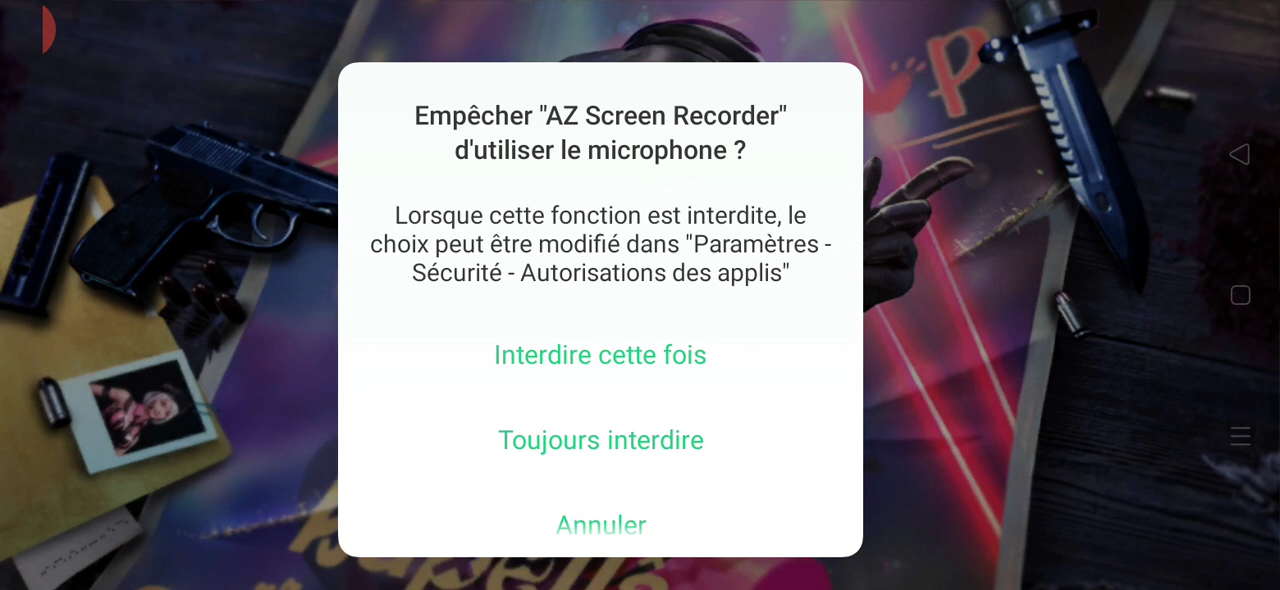 Empêcher "AZ Screen Recorder"
d'utiliser le microphone ?
Lorsque cette fonction est interdite, le
choix peut être modifié dans "Paramètres -
Sécurité - Autorisations des applis"
Interdire cette fois
Toujours interdire
Annuler